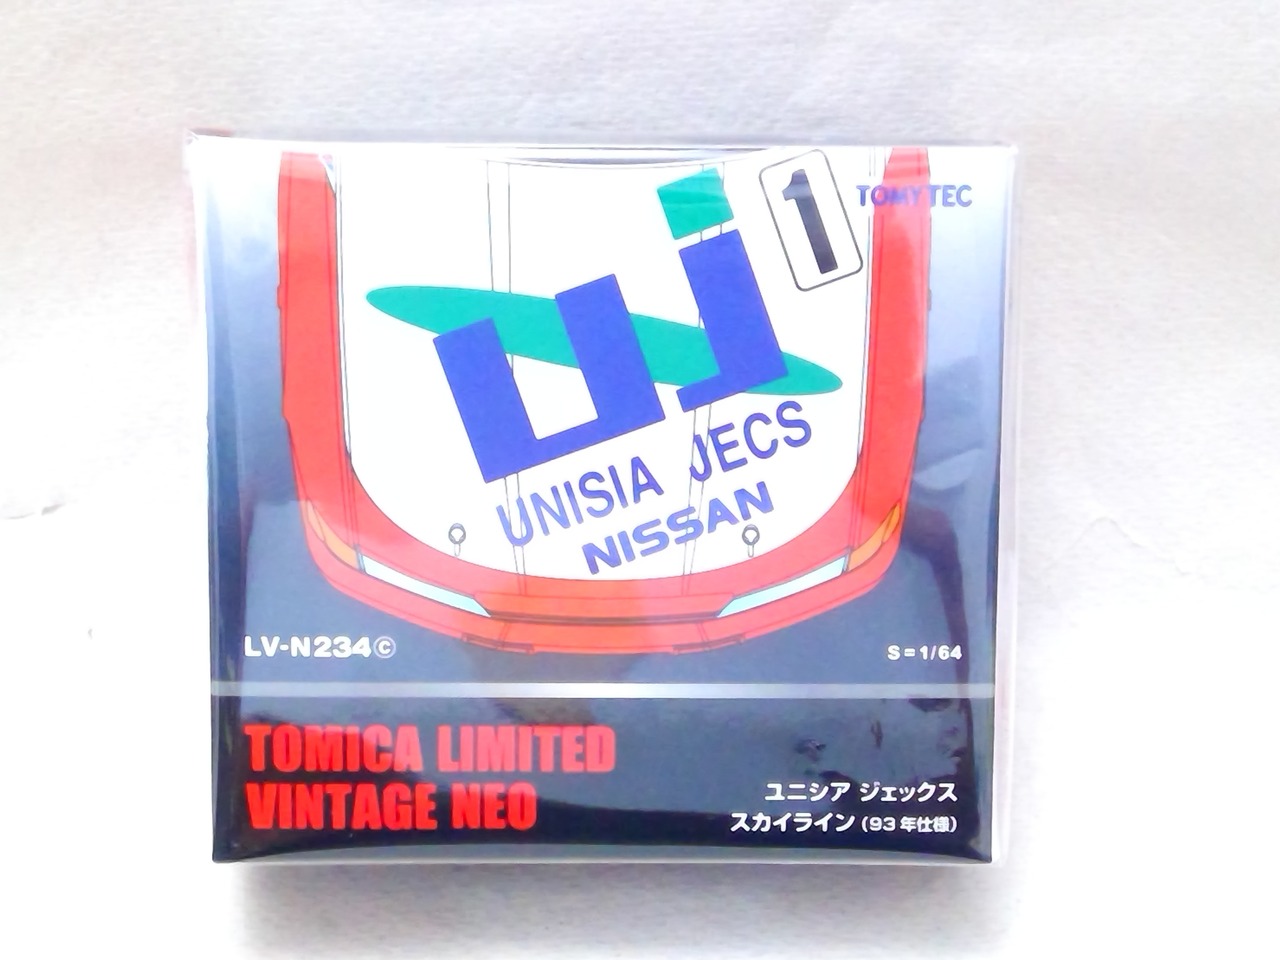 1
TOMYTEC
UJ
UNISIA JECS
NISSAN
LV-N234©
S=1/64
TOMICA LIMITED
VINTAGE NEO
ユニシア ジェックス
スカイライン(93年仕様)